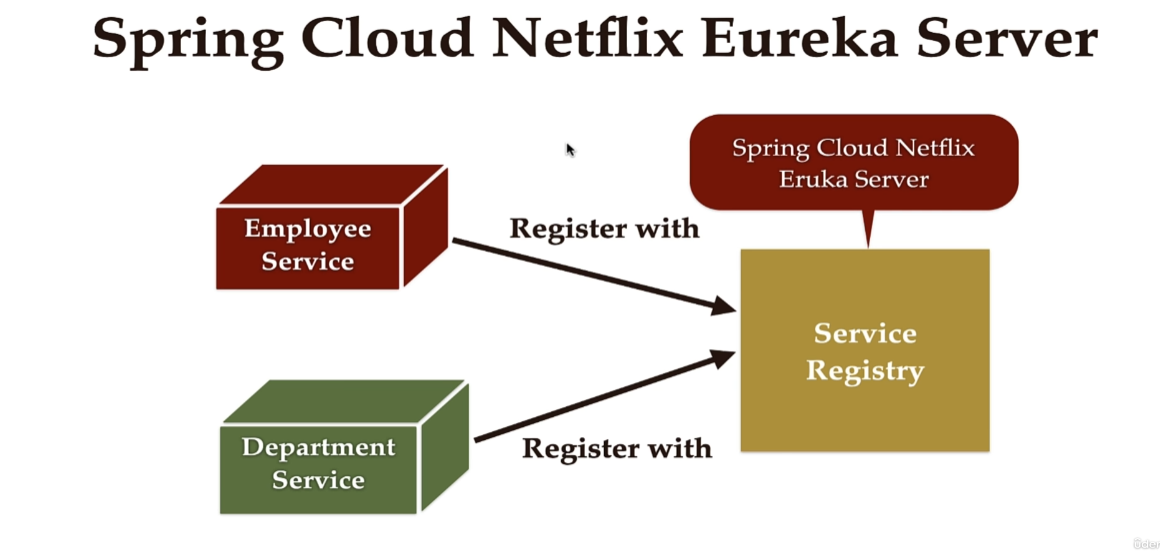 Spring Cloud Netflix Eureka Server
Spring Cloud Netflix
Eruka Server
Employee
Service
Register with
Service
Registry
Department
Service
Register with